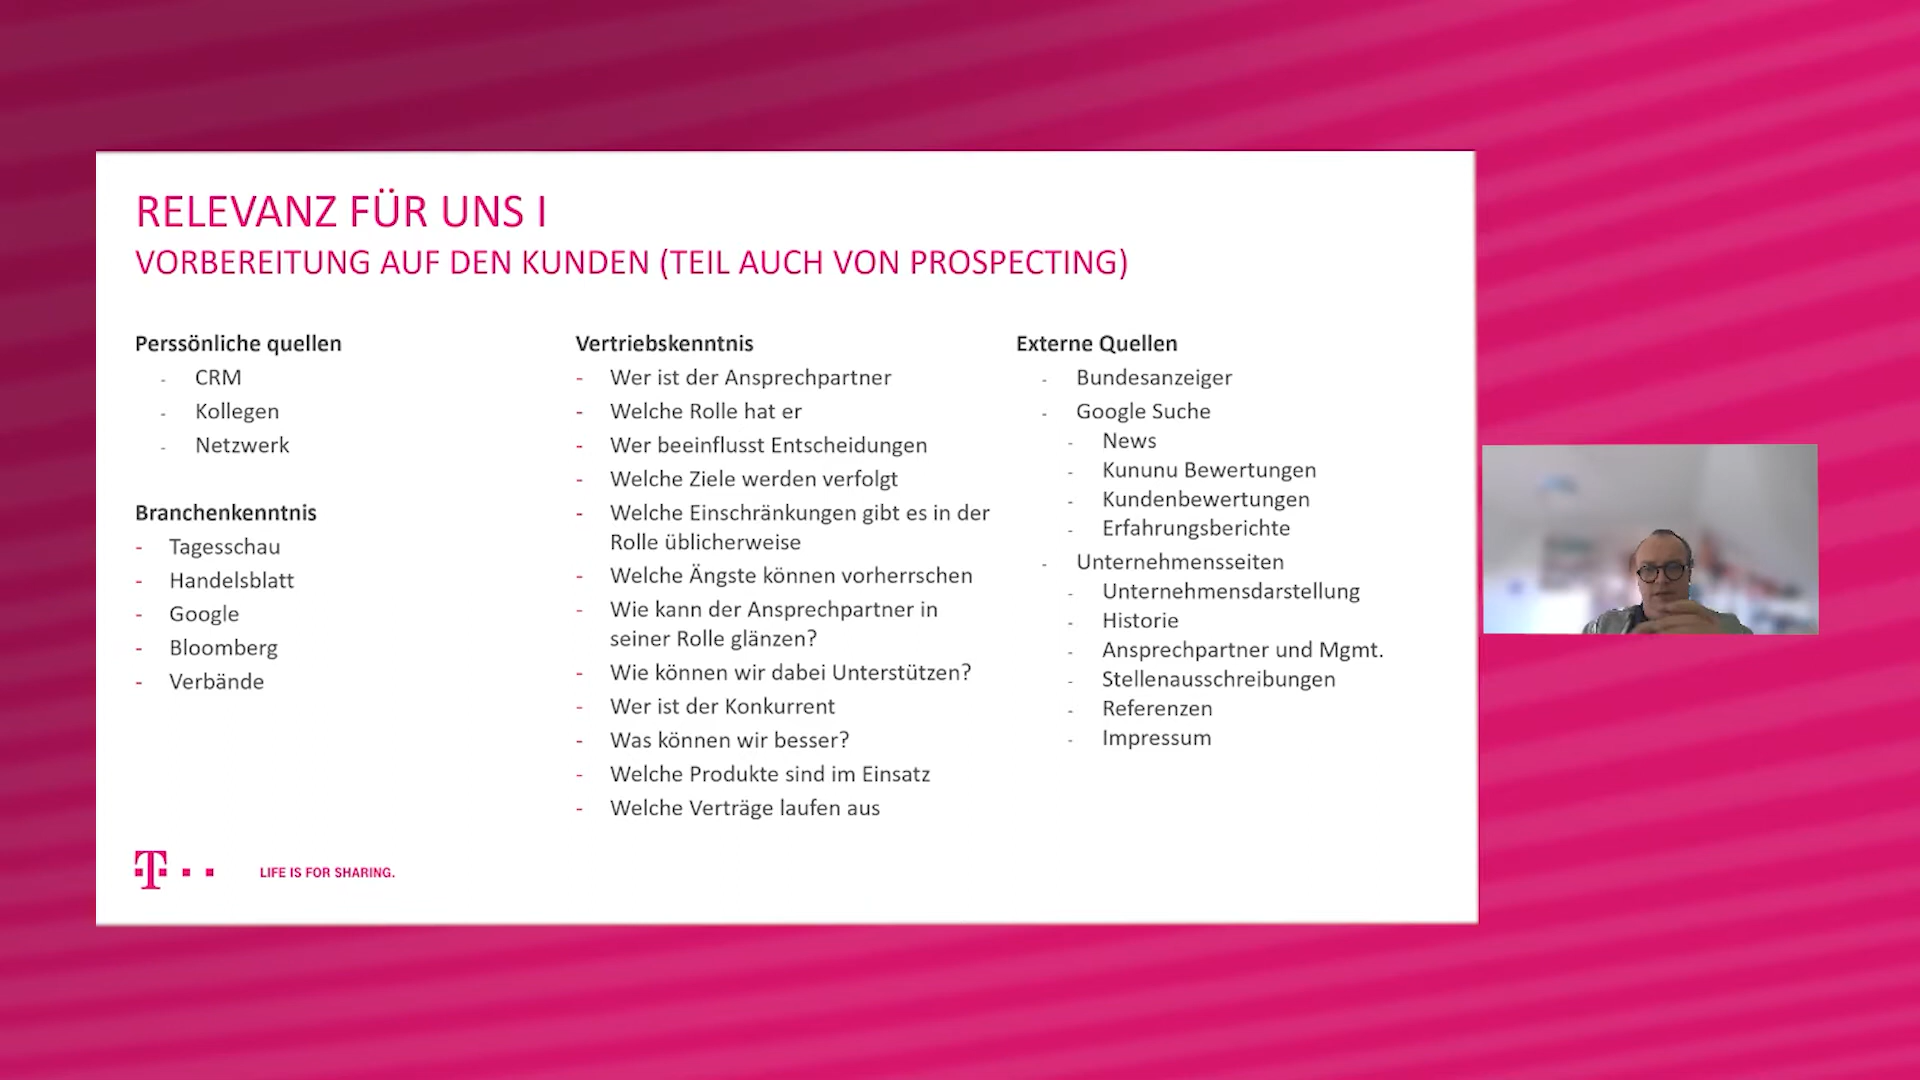 RELEVANZ FÜR UNS I
VORBEREITUNG AUF DEN KUNDEN (TEIL AUCH VON PROSPECTING)
Perssönliche quellen
- CRM
- Kollegen
- Netzwerk
Branchenkenntnis
- Tagesschau
- Handelsblatt
- Google
- Bloomberg
- Verbände
Vertriebskenntnis
- Wer ist der Ansprechpartner
- Welche Rolle hat er
- Wer beeinflusst Entscheidungen
- Welche Ziele werden verfolgt
- Welche Einschränkungen gibt es in der
Rolle üblicherweise
- Welche Ängste können vorherrschen
- Wie kann der Ansprechpartner in
seiner Rolle glänzen?
- Wie können wir dabei Unterstützen?
- Wer ist der Konkurrent
- Was können wir besser?
- Welche Produkte sind im Einsatz
- Welche Verträge laufen aus
Externe Quellen
- Bundesanzeiger
- Google Suche
- News
- Kununu Bewertungen
- Kundenbewertungen
- Erfahrungsberichte
- Unternehmensseiten
- Unternehmensdarstellung
- Historie
- Ansprechpartner und Mgmt.
- Stellenausschreibungen
- Referenzen
- Impressum
T
LIFE IS FOR SHARING.